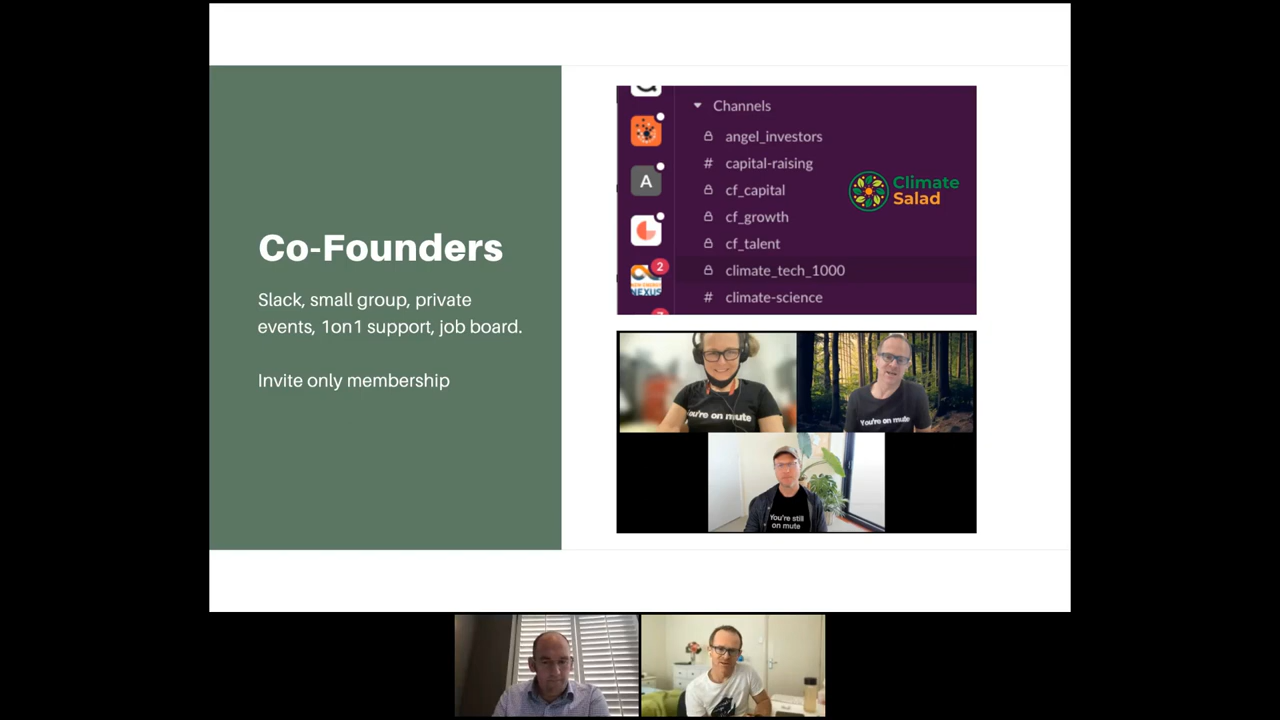 Co-Founders
Slack, small group, private
events, 1on1 support, job board.
Invite only membership
Channels
angel_investors
# capital-raising
cf_capital
cf_growth
cf_talent
climate_tech_1000
# climate-science
Climate
Salad
A
2
NEXUS
You're on mute
You're on mute
You're still
on mute